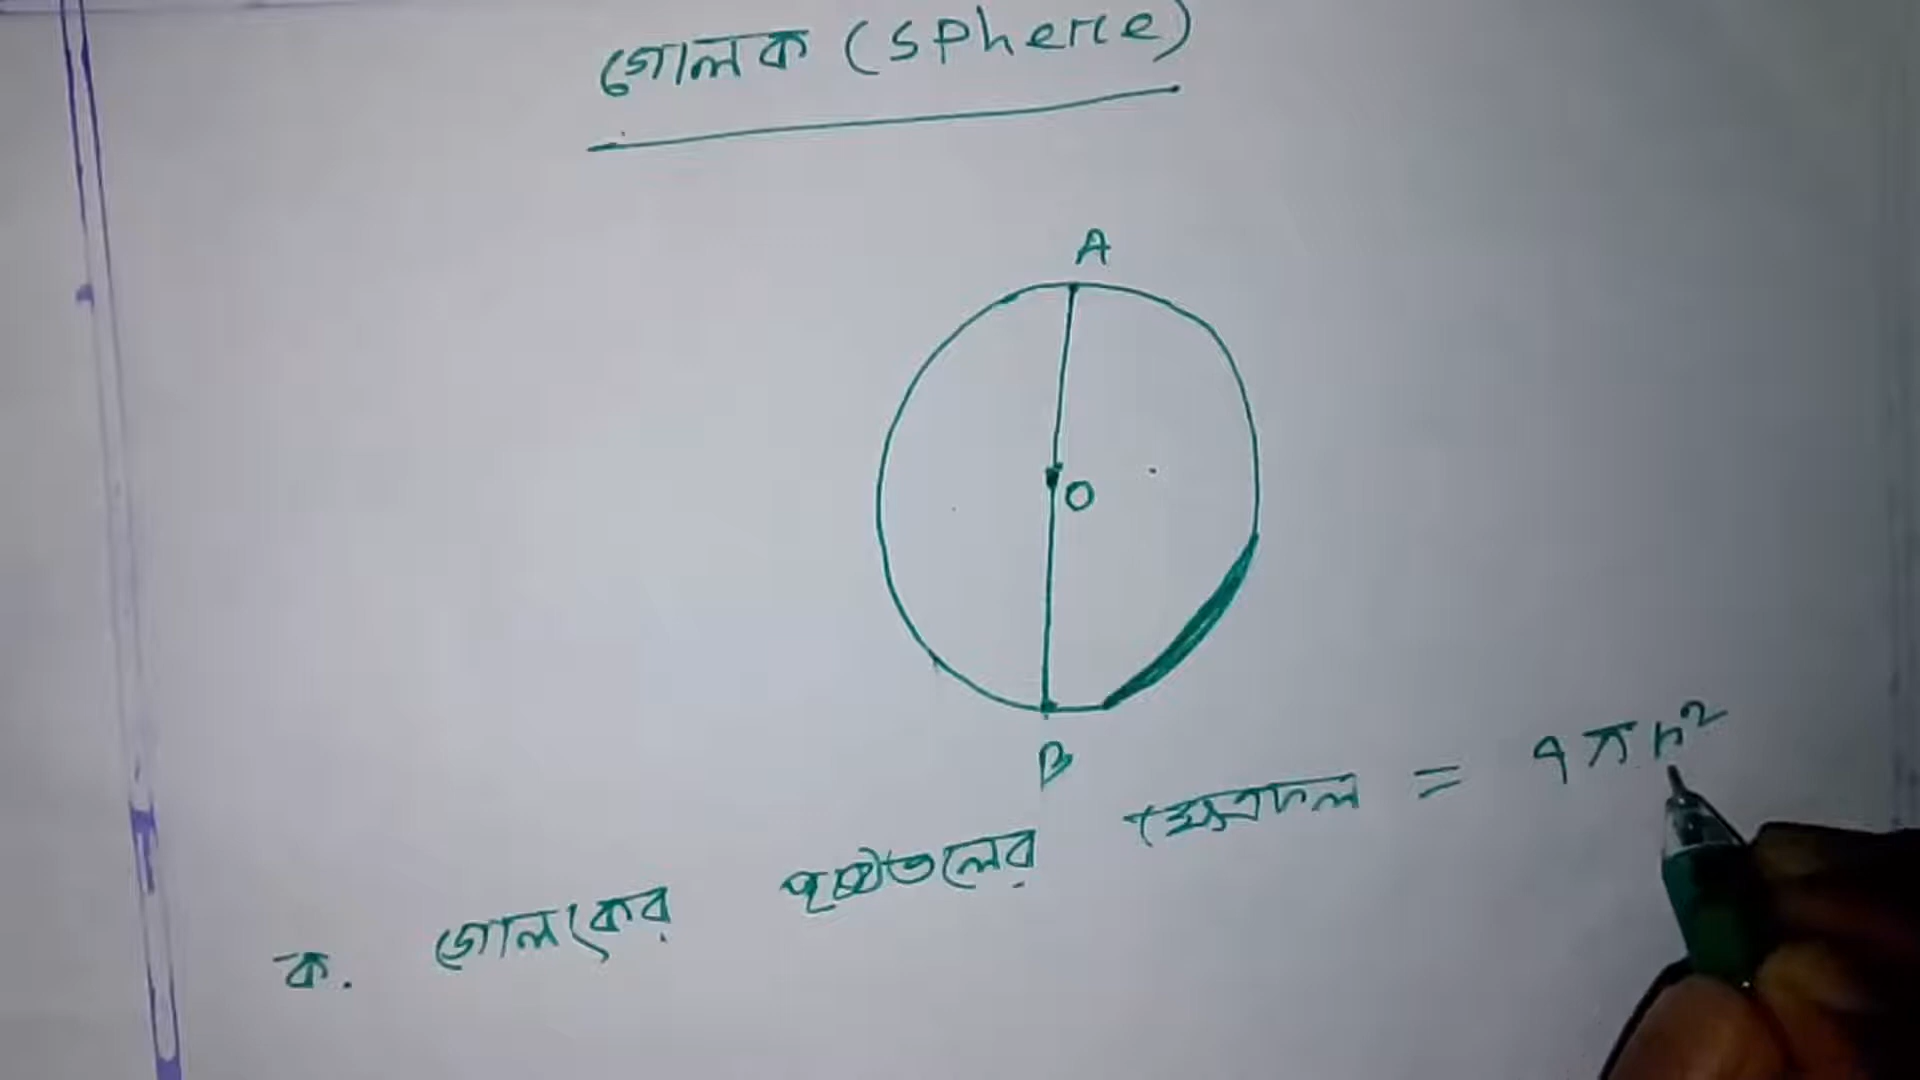 গোলক (sphere)
A
O
B
ক. গোলকের পৃষ্ঠতলের ক্ষেত্রফল = 4πr²